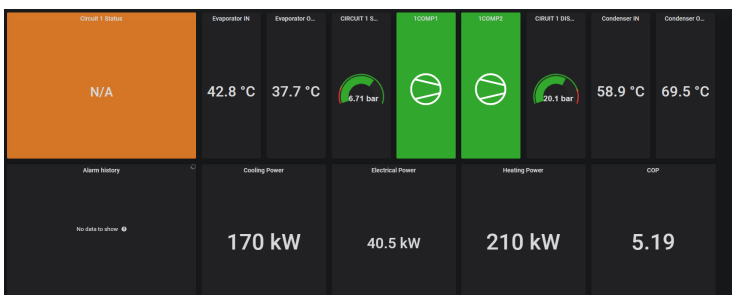 Circuit 1 Status
Evaporator IN
Evaporator O...
CIRCUIT 1 S...
1COMP1
1COMP2
CIRUIT 1 DIS...
Condenser IN
Condenser O...
N/A
42.8 °C
37.7 °C
6.71 bar
20.1 bar
58.9 °C
69.5 °C
Alarm history
Cooling Power
Electrical Power
Heating Power
COP
No data to show
170 kW
40.5 kW
210 kW
5.19